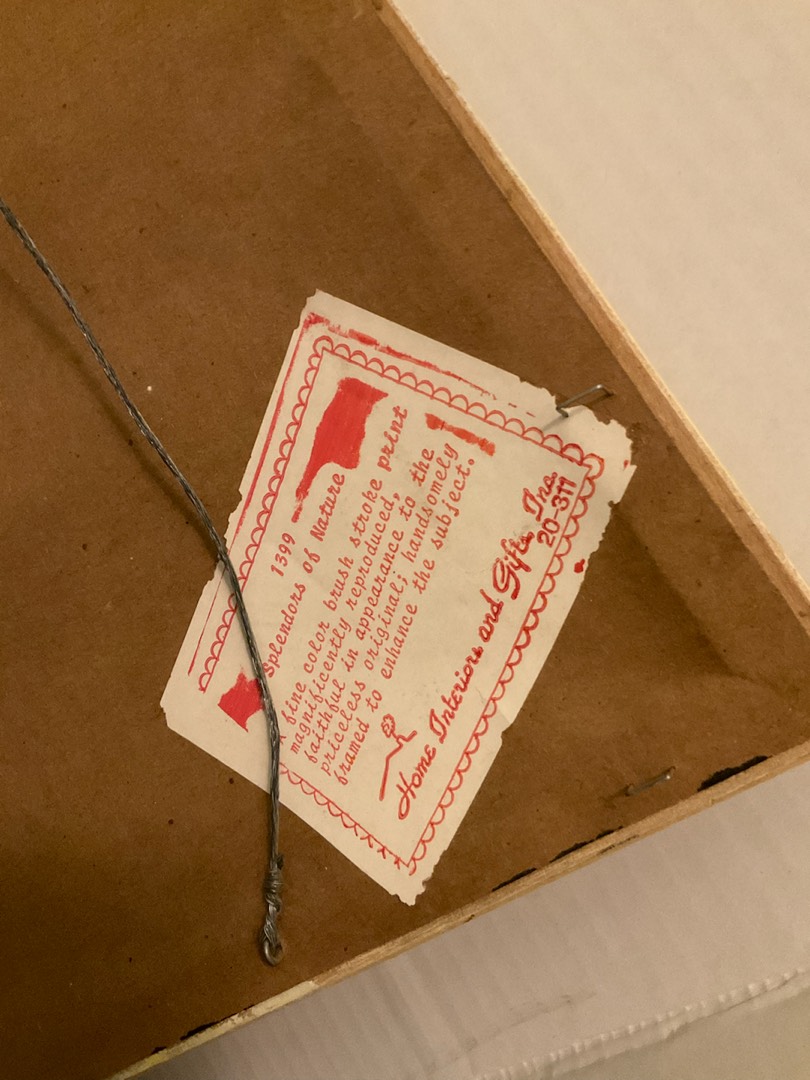 1399
Splendors of Nature
fine color brush stroke print
magnificently reproduced,
faithful in appearance to the
priceless original; handsomely
framed to enhance the subject.
Home Interiors and Gifts, Inc.
20-311